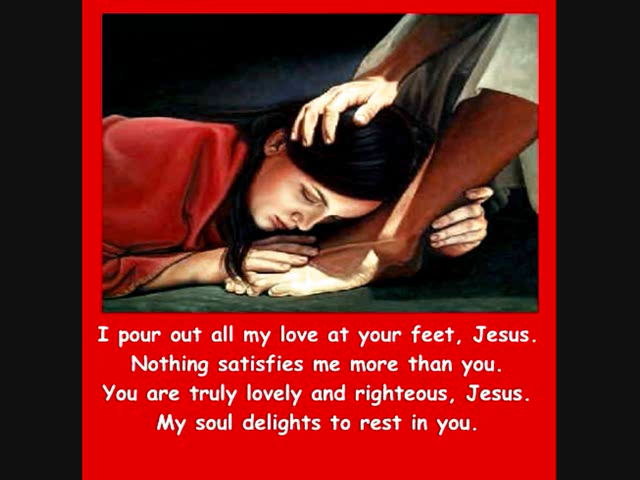 I pour out all my love at your feet, Jesus.
Nothing satisfies me more than you.
You are truly lovely and righteous, Jesus.
My soul delights to rest in you.